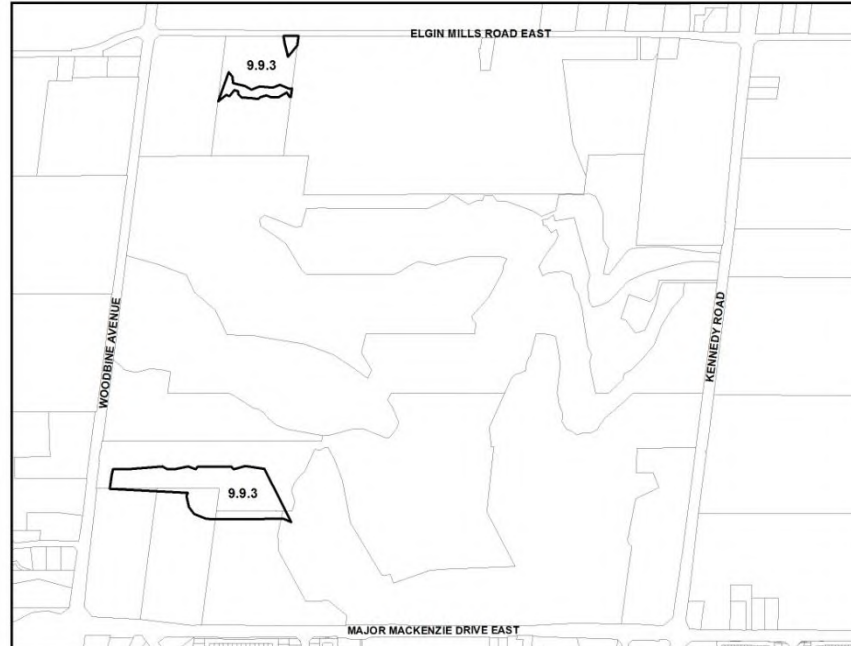 ELGIN MILLS ROAD EAST
9.9.3
WOODBINE AVENUE
KENNEDY ROAD
9.9.3
MAJOR MACKENZIE DRIVE EAST